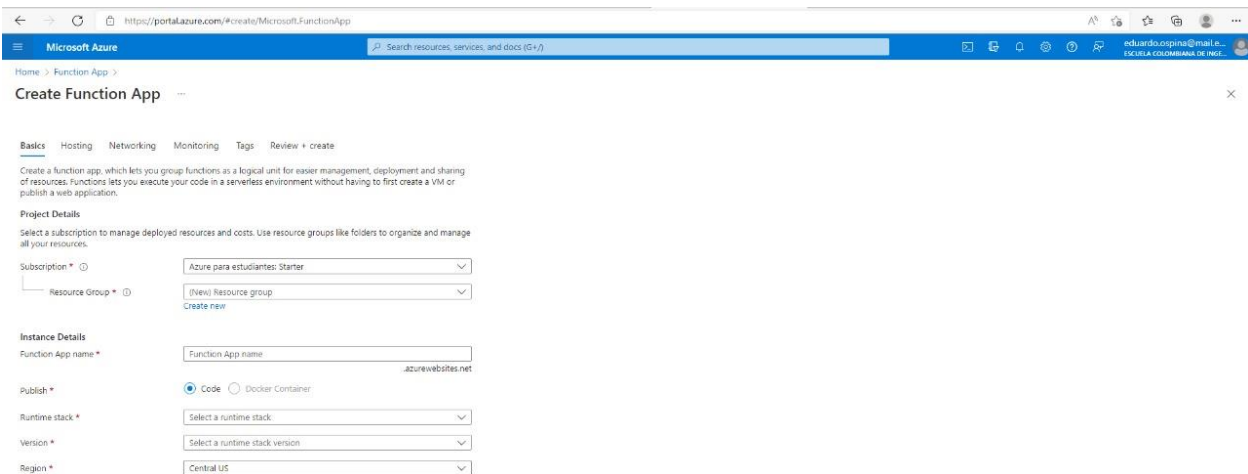 https://portal.azure.com/#create/Microsoft.FunctionApp
Microsoft Azure
Search resources, services, and docs (G+/)
eduardo.ospina@mail.e...
ESCUELA COLOMBIANA DE INGE...
Home > Function App >
Create Function App ...
Basics Hosting Networking Monitoring Tags Review + create
Create a function app, which lets you group functions as a logical unit for easier management, deployment and sharing
of resources. Functions lets you execute your code in a serverless environment without having to first create a VM or
publish a web application.
Project Details
Select a subscription to manage deployed resources and costs. Use resource groups like folders to organize and manage
all your resources.
Subscription *
Azure para estudiantes: Starter
Resource Group *
(New) Resource group
Create new
Instance Details
Function App name *
Function App name
.azurewebsites.net
Publish *
Code Docker Container
Runtime stack *
Select a runtime stack
Version *
Select a runtime stack version
Region *
Central US